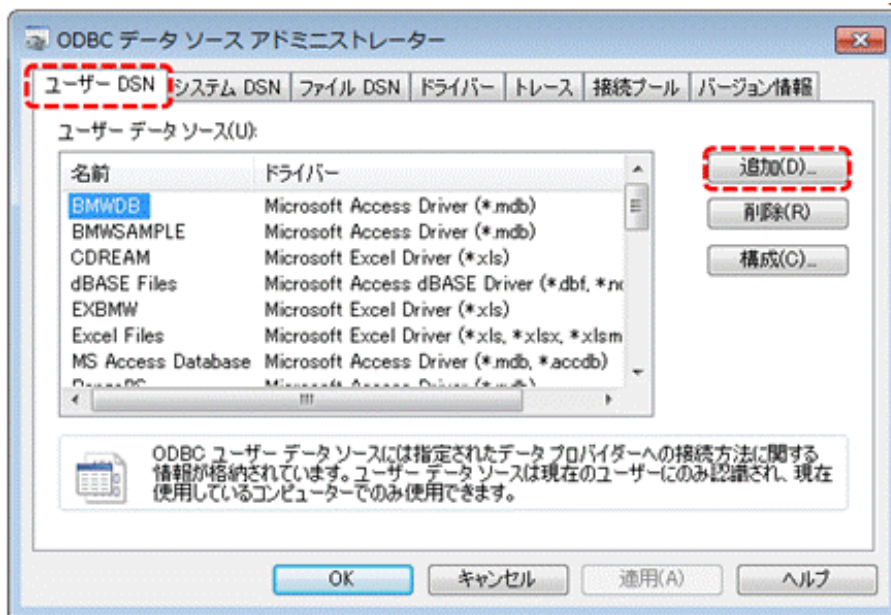 ODBC データ ソース アドミニストレーター
ユーザー DSN システム DSN ファイル DSN ドライバー トレース 接続プール バージョン情報
ユーザー データ ソース(U):
名前 ドライバー
追加(D)...
BMWDB Microsoft Access Driver (*.mdb)
削除(R)
BMWSAMPLE Microsoft Access Driver (*.mdb)
CDREAM Microsoft Excel Driver (*.xls)
構成(C)...
dBASE Files Microsoft Access dBASE Driver (*.dbf, *.n
EXBMW Microsoft Excel Driver (*.xls)
Excel Files Microsoft Excel Driver (*.xls, *.xlsx, *.xlsm
MS Access Database Microsoft Access Driver (*.mdb, *.accdb)
ODBC ユーザー データ ソースには指定されたデータ プロバイダーへの接続方法に関する
情報が格納されています。ユーザー データ ソースは現在のユーザーにのみ認識され、現在
使用しているコンピューターでのみ使用できます。
OK キャンセル 適用(A) ヘルプ